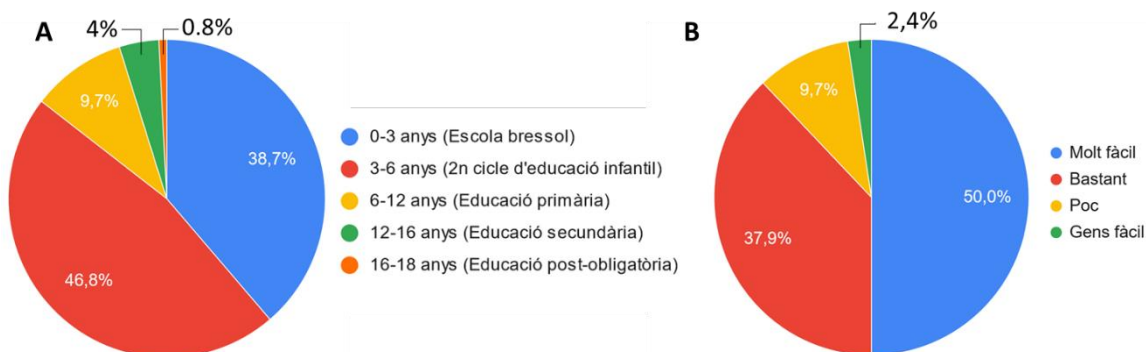 A
4%
0.8%
9,7%
38,7%
46,8%
0-3 anys (Escola bressol)
3-6 anys (2n cicle d'educació infantil)
6-12 anys (Educació primària)
12-16 anys (Educació secundària)
16-18 anys (Educació post-obligatòria)
B
2,4%
9,7%
50,0%
37,9%
Molt fàcil
Bastant
Poc
Gens fàcil